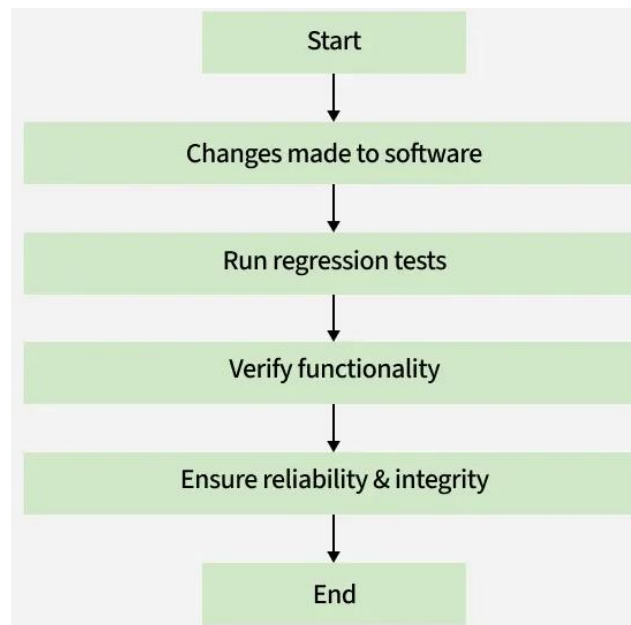 Start
Changes made to software
Run regression tests
Verify functionality
Ensure reliability & integrity
End